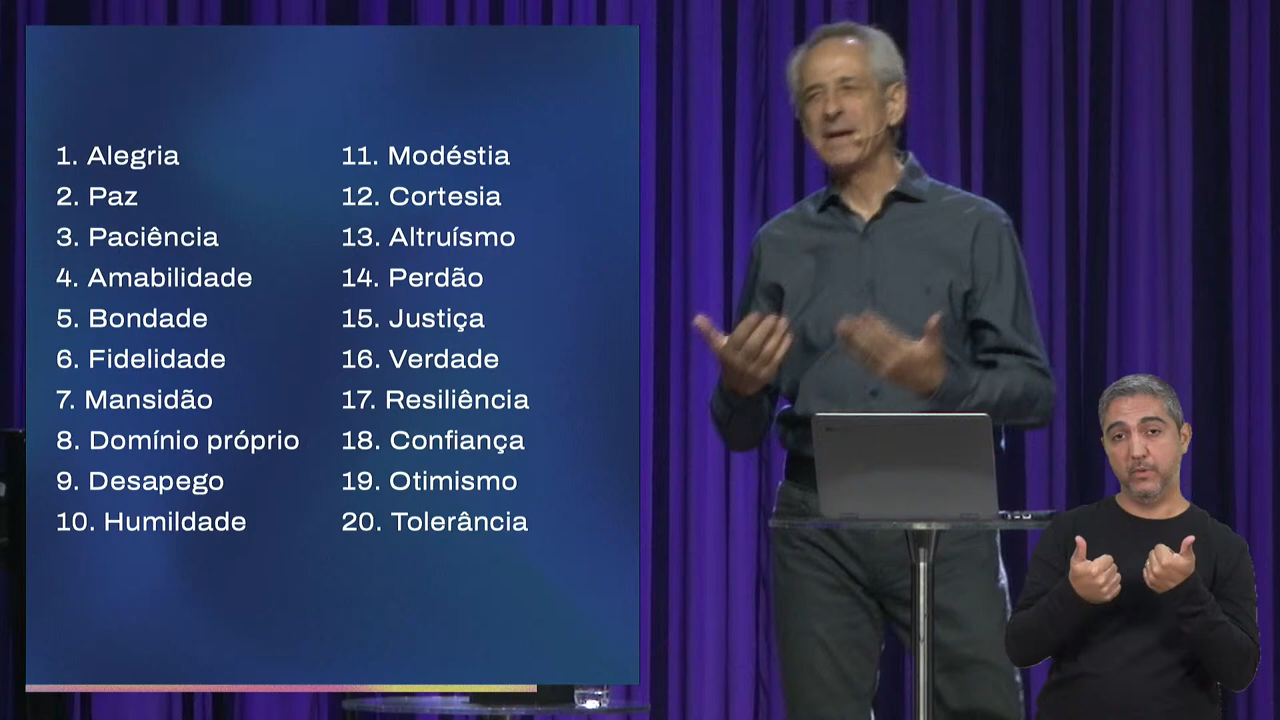 1. Alegria
2. Paz
3. Paciência
4. Amabilidade
5. Bondade
6. Fidelidade
7. Mansidão
8. Domínio próprio
9. Desapego
10. Humildade
11. Modéstia
12. Cortesia
13. Altruísmo
14. Perdão
15. Justiça
16. Verdade
17. Resiliência
18. Confiança
19. Otimismo
20. Tolerância